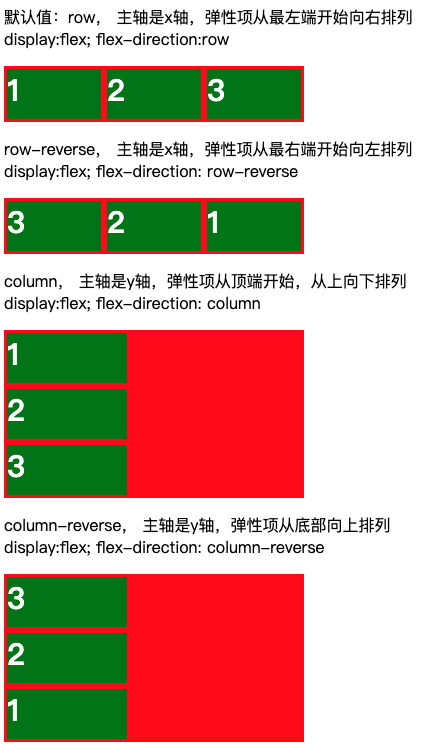 默认值：row， 主轴是x轴，弹性项从最左端开始向右排列
display:flex; flex-direction:row
1 2 3
row-reverse， 主轴是x轴，弹性项从最右端开始向左排列
display:flex; flex-direction: row-reverse
3 2 1
column， 主轴是y轴，弹性项从顶端开始，从上向下排列
display:flex; flex-direction: column
1
2
3
column-reverse， 主轴是y轴，弹性项从底部向上排列
display:flex; flex-direction: column-reverse
3
2
1